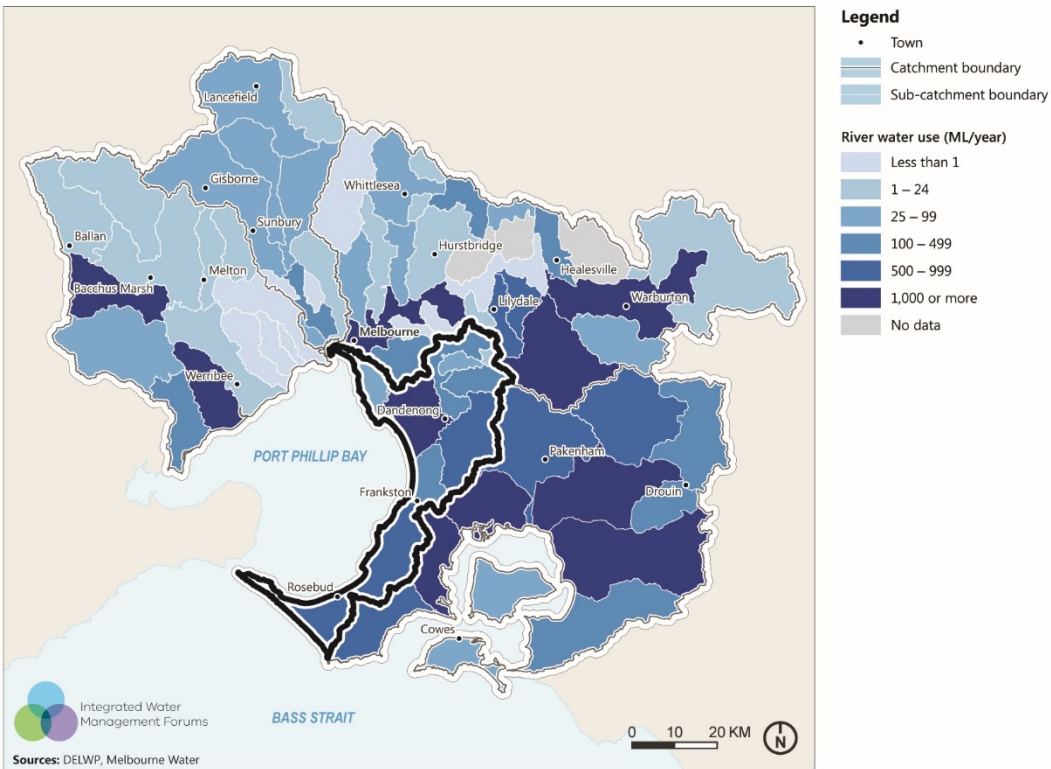 Lancefield
Gisborne
Whittlesea
Sunbury
Ballan
Hurstbridge
Healesville
Bacchus Marsh
Melton
Lilydale
Warburton
Melbourne
Werribee
Dandenong
PORT PHILLIP BAY
Pakenham
Frankston
Drouin
Rosebud
Cowes
BASS STRAIT
Integrated Water
Management Forums
0 10 20 KM
N
Sources: DELWP, Melbourne Water
Legend
Town
Catchment boundary
Sub-catchment boundary
River water use (ML/year)
Less than 1
1 – 24
25 – 99
100 – 499
500 – 999
1,000 or more
No data